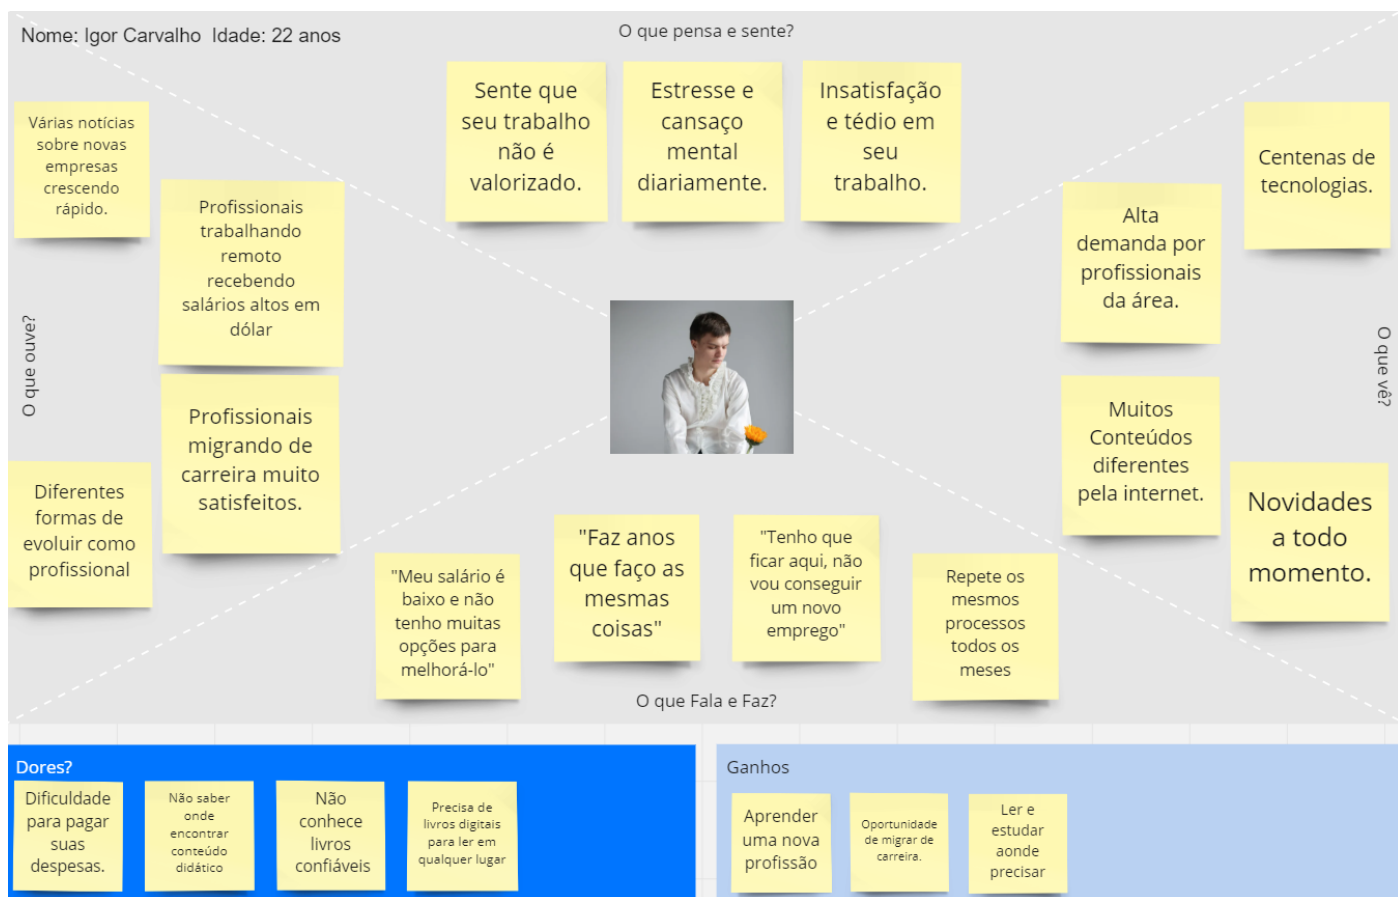 Nome: Igor Carvalho  Idade: 22 anos
O que pensa e sente?
Sente que
seu trabalho
não é
valorizado.
Estresse e
cansaço
mental
diariamente.
Insatisfação
e tédio em
seu
trabalho.
Várias notícias
sobre novas
empresas
crescendo
rápido.
Profissionais
trabalhando
remoto
recebendo
salários altos em
dólar
O que ouve?
Profissionais
migrando de
carreira muito
satisfeitos.
Diferentes
formas de
evoluir como
profissional
Centenas de
tecnologias.
Alta
demanda por
profissionais
da área.
O que vê?
Muitos
Conteúdos
diferentes
pela internet.
Novidades
a todo
momento.
"Meu salário é
baixo e não
tenho muitas
opções para
melhorá-lo"
"Faz anos
que faço as
mesmas
coisas"
"Tenho que
ficar aqui, não
vou conseguir
um novo
emprego"
Repete os
mesmos
processos
todos os
meses
O que Fala e Faz?
Dores?
Dificuldade
para pagar
suas
despesas.
Não saber
onde
encontrar
conteúdo
didático
Não
conhece
livros
confiáveis
Precisa de
livros digitais
para ler em
qualquer lugar
Ganhos
Aprender
uma nova
profissão
Oportunidade
de migrar de
carreira.
Ler e
estudar
aonde
precisar